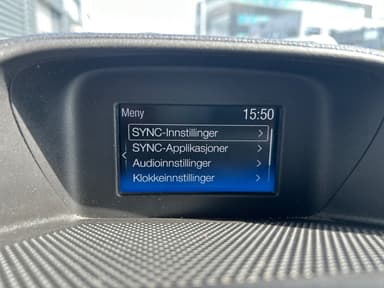 Meny 15:50
SYNC-Innstillinger
SYNC-Applikasjoner
Audioinnstillinger
Klokkeinnstillinger